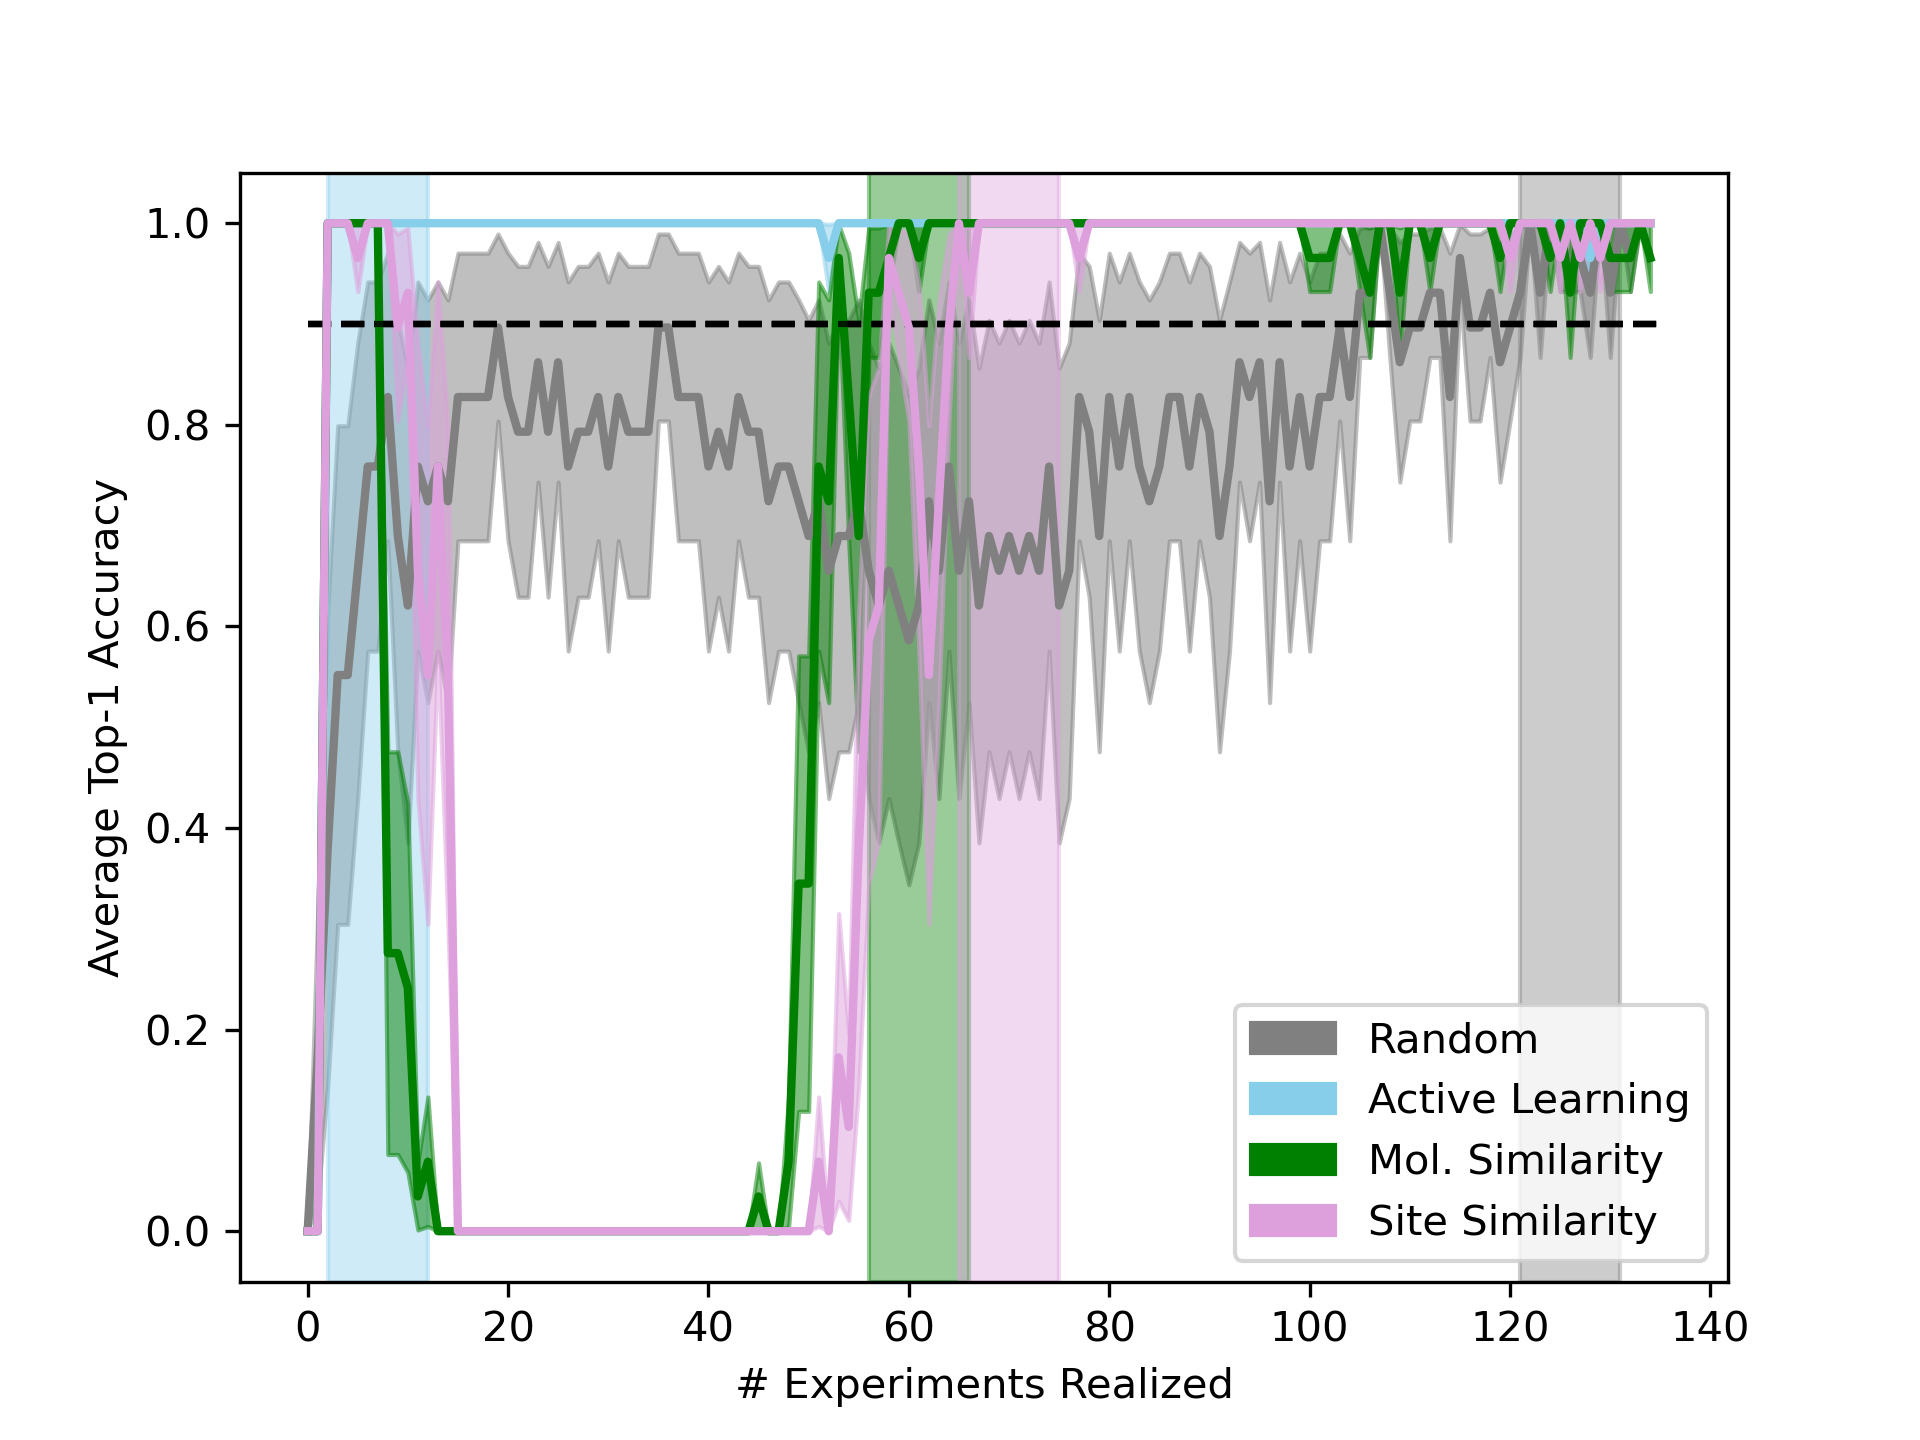 1.0
0.8
0.6
0.4
0.2
0.0
Average Top-1 Accuracy
Random
Active Learning
Mol. Similarity
Site Similarity
0 20 40 60 80 100 120 140
# Experiments Realized